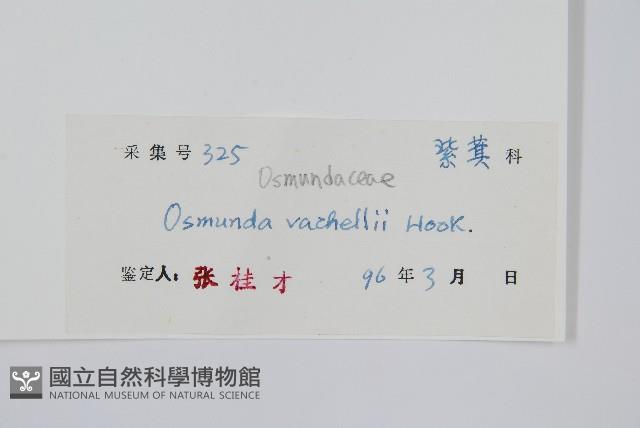 采集号 325 紫萁 科
Osmundaceae
Osmunda vachellii Hook.
鉴定人: 张桂才 96 年 3 月 日
國立自然科學博物館
NATIONAL MUSEUM OF NATURAL SCIENCE